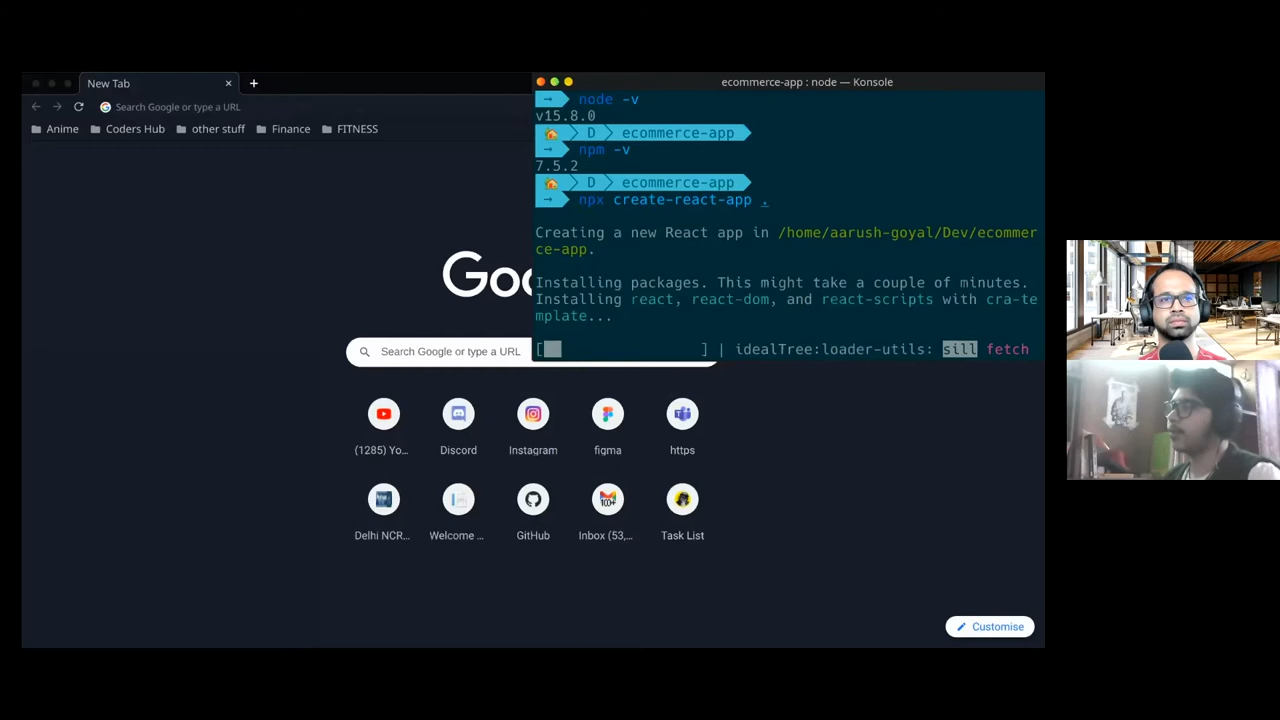 New Tab
Search Google or type a URL
Anime
Coders Hub
other stuff
Finance
FITNESS
Goo
Search Google or type a URL
(1285) Yo...
Discord
Instagram
figma
https
Delhi NCR...
Welcome ...
GitHub
100+
Inbox (53,...
Task List
Customise
ecommerce-app : node — Konsole
→ node -v
v15.8.0
D ecommerce-app
→ npm -v
7.5.2
D ecommerce-app
→ npx create-react-app .
Creating a new React app in /home/aarush-goyal/Dev/ecommer
ce-app.
Installing packages. This might take a couple of minutes.
Installing react, react-dom, and react-scripts with cra-te
mplate...
[ ] | idealTree:loader-utils: sill fetch